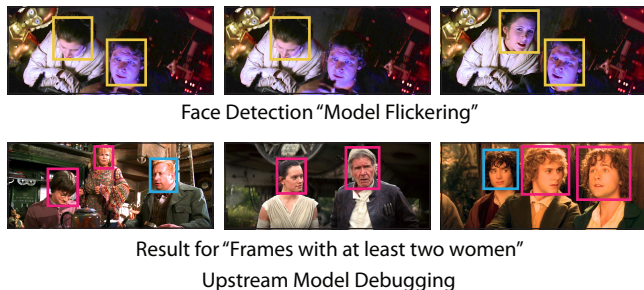 Face Detection “Model Flickering”
Result for “Frames with at least two women”
Upstream Model Debugging